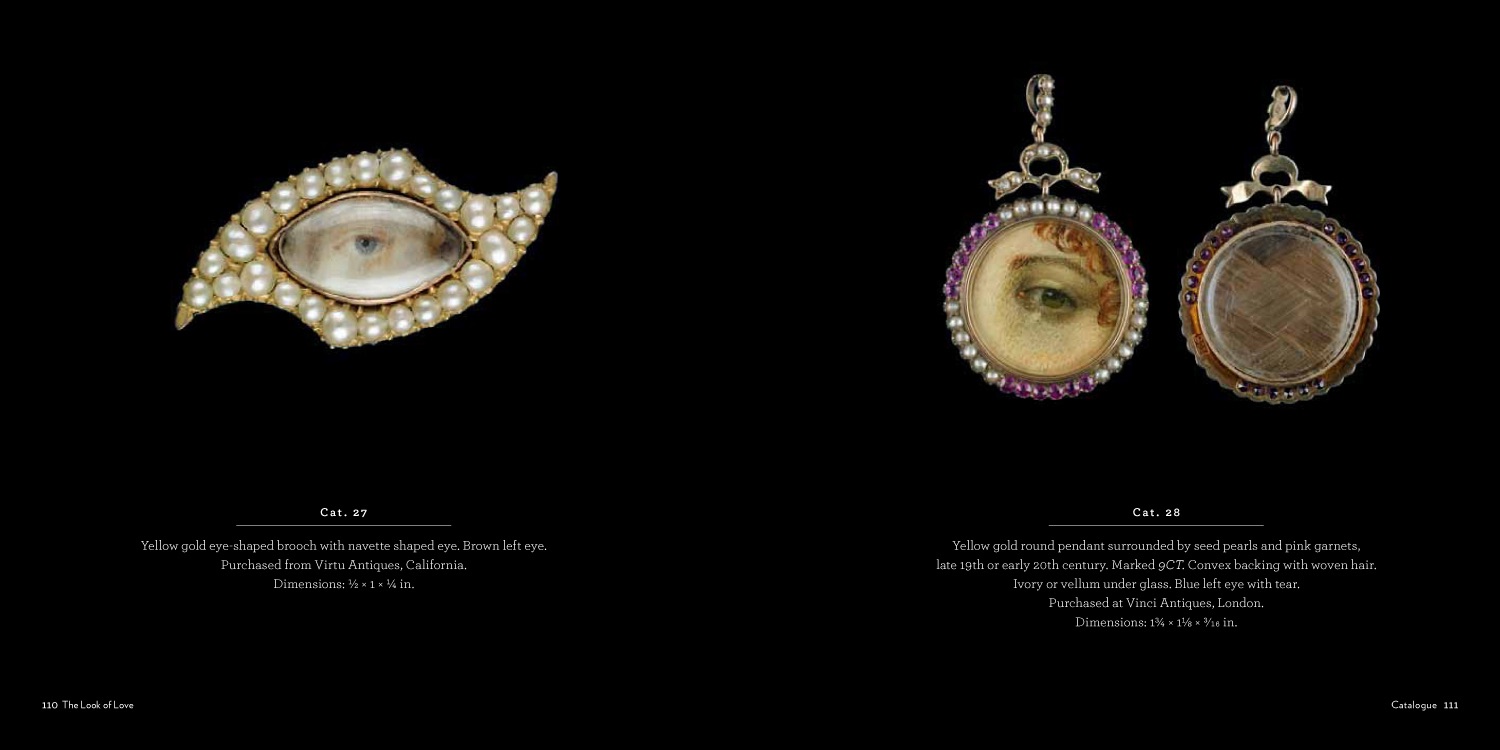 Cat. 27
Yellow gold eye-shaped brooch with navette shaped eye. Brown left eye.
Purchased from Virtu Antiques, California.
Dimensions: ½ × 1 × ¼ in.
110 The Look of Love
Cat. 28
Yellow gold round pendant surrounded by seed pearls and pink garnets,
late 19th or early 20th century. Marked 9CT. Convex backing with woven hair.
Ivory or vellum under glass. Blue left eye with tear.
Purchased at Vinci Antiques, London.
Dimensions: 1¾ × 1⅛ × 3/16 in.
Catalogue 111